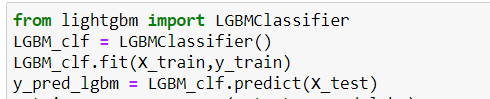 from lightgbm import LGBMClassifier
LGBM_clf = LGBMClassifier()
LGBM_clf.fit(X_train,y_train)
y_pred_lgbm = LGBM_clf.predict(X_test)